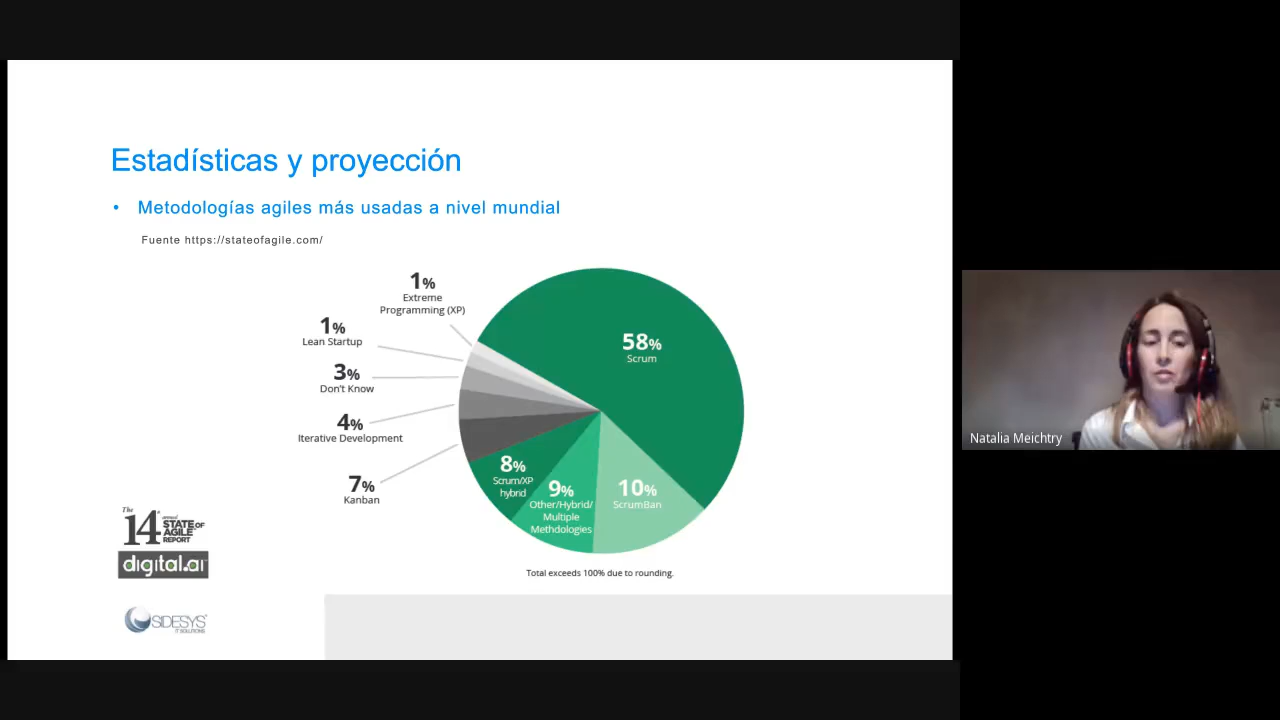 Estadísticas y proyección
• Metodologías agiles más usadas a nivel mundial
Fuente https://stateofagile.com/
1%
Extreme
Programming (XP)
1%
Lean Startup
3%
Don't Know
4%
Iterative Development
7%
Kanban
58%
Scrum
8%
Scrum/XP
hybrid
9%
Other/Hybrid/
Multiple
Methdologies
10%
ScrumBan
Total exceeds 100% due to rounding.
The
14th annual
STATE OF
AGILE
REPORT
digital.ai
SIDESYS
IT SOLUTIONS
Natalia Meichtry